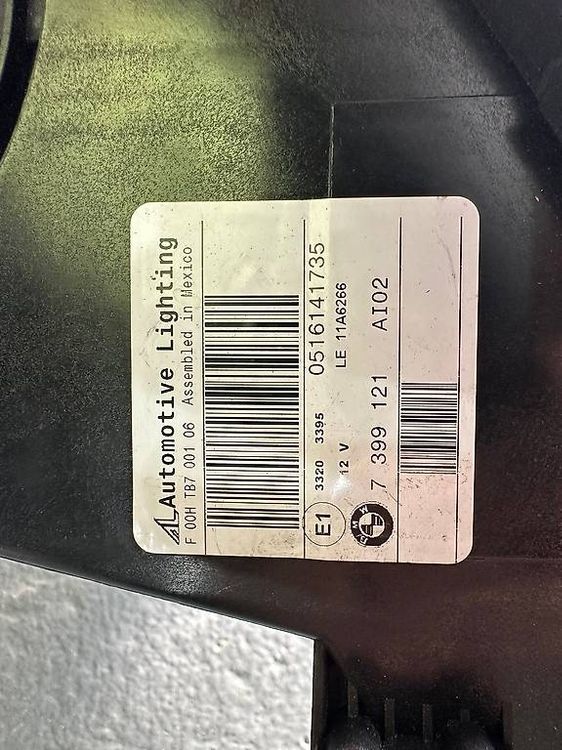 Automotive Lighting
F 00H TB7 001 06 Assembled in Mexico
0516141735
E1
3320 3395
12 V
LE 11A6266
BMW
7 399 121 AI02